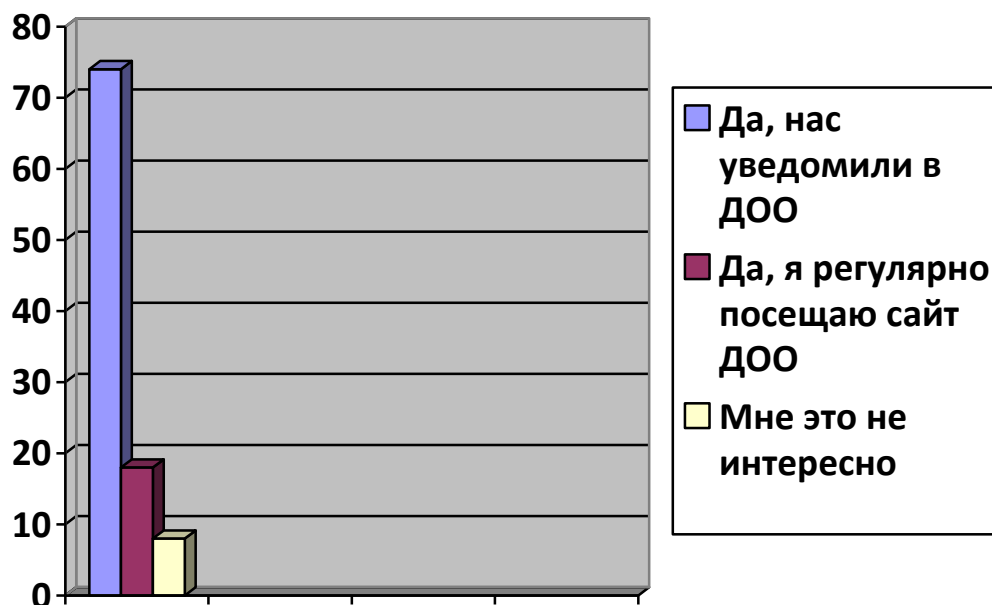 80
70
60
50
40
30
20
10
0
Да, нас
уведомили в
ДОО
Да, я регулярно
посещаю сайт
ДОО
Мне это не
интересно